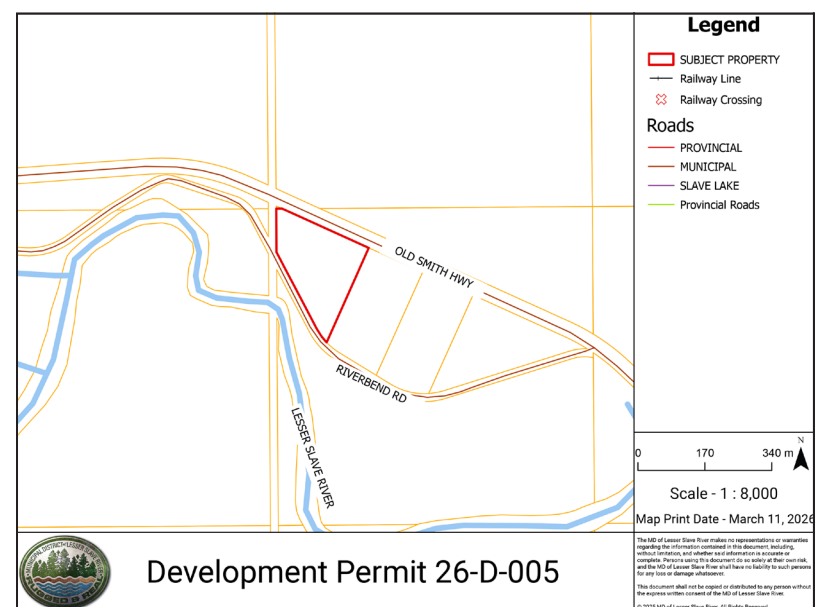 Legend
SUBJECT PROPERTY
Railway Line
Railway Crossing
Roads
PROVINCIAL
MUNICIPAL
SLAVE LAKE
Provincial Roads
OLD SMITH HWY
RIVERBEND RD
LESSER SLAVE RIVER
N
0 170 340 m
Scale - 1 : 8,000
Map Print Date - March 11, 2026
The MD of Lesser Slave River makes no representations or warranties
regarding the information contained in this document, including,
without limitation, and whether said information is accurate or
complete. Persons using this document do so solely at their own risk,
and the MD of Lesser Slave River shall have no liability to such persons
for any loss or damage whatsoever.
This document shall not be copied or distributed to any person without
the express written consent of the MD of Lesser Slave River.
Development Permit 26-D-005